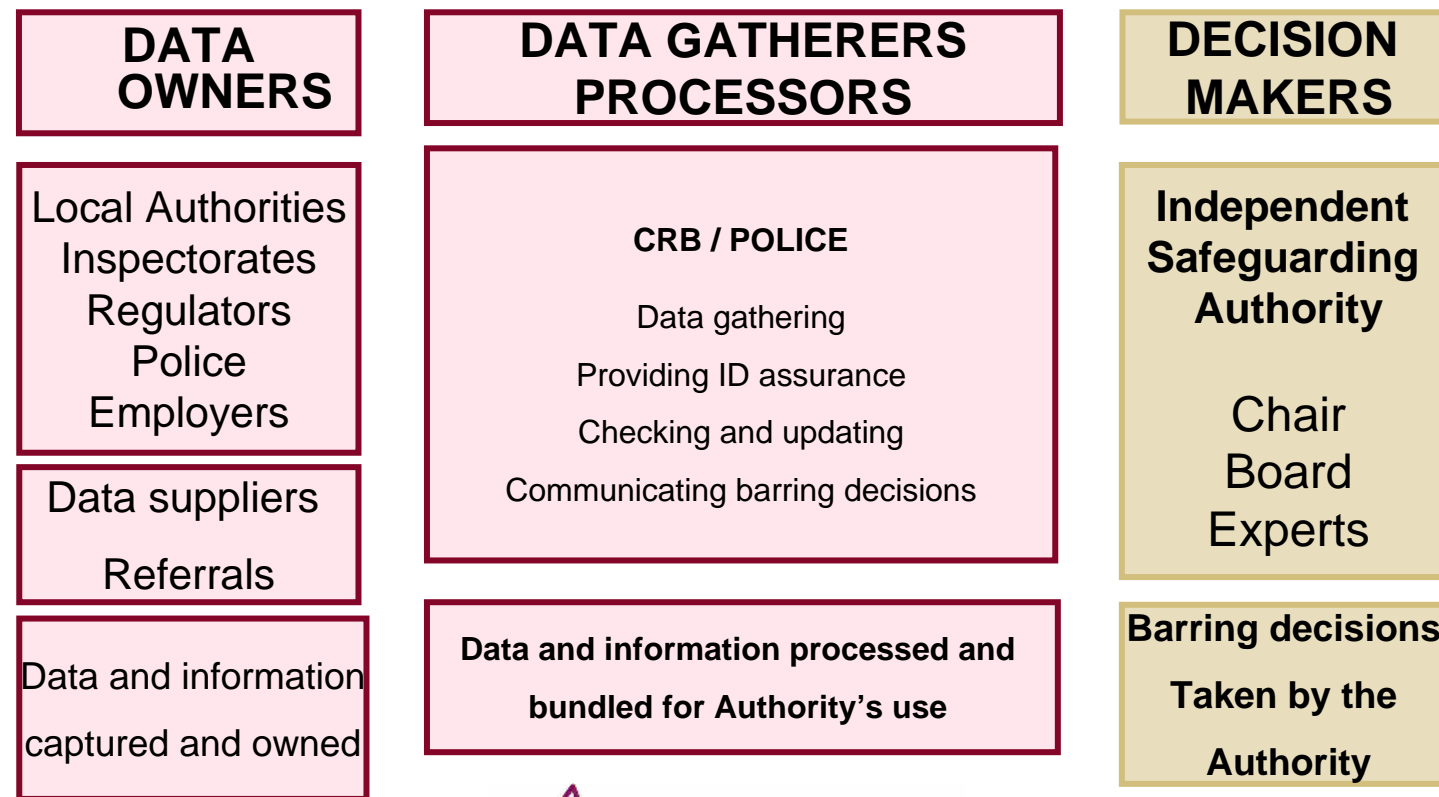 DATA
OWNERS
Local Authorities
Inspectorates
Regulators
Police
Employers
Data suppliers
Referrals
Data and information
captured and owned
DATA GATHERERS
PROCESSORS
CRB / POLICE
Data gathering
Providing ID assurance
Checking and updating
Communicating barring decisions
Data and information processed and
bundled for Authority's use
DECISION
MAKERS
Independent
Safeguarding
Authority
Chair
Board
Experts
Barring decisions
Taken by the
Authority